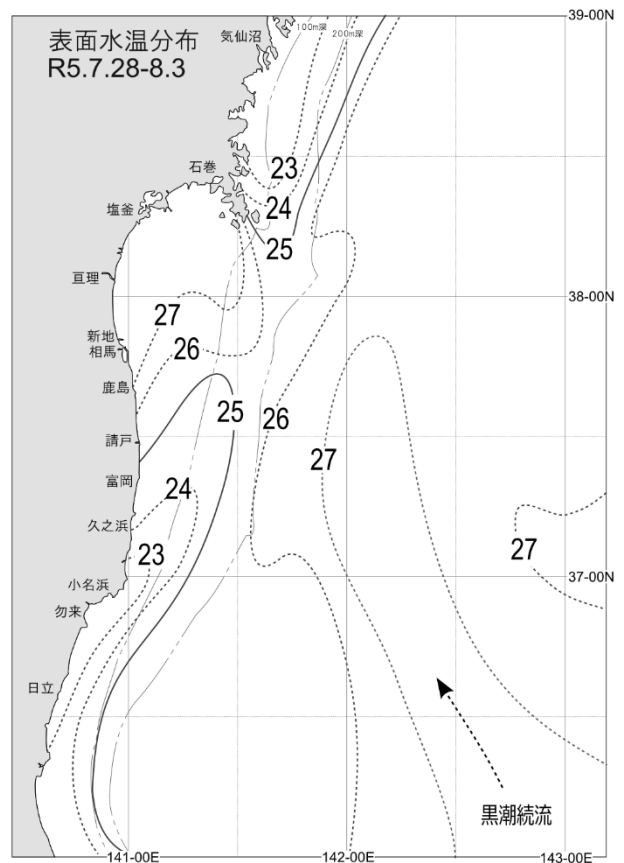 表面水温分布
R5.7.28-8.3
気仙沼
100m深
200m深
39-00N
石巻
23
塩釜
24
25
亘理
38-00N
27
新地
相馬
26
鹿島
25
26
請戸
27
富岡
24
久之浜
27
23
小名浜
37-00N
勿来
日立
黒潮続流
141-00E
142-00E
143-00E